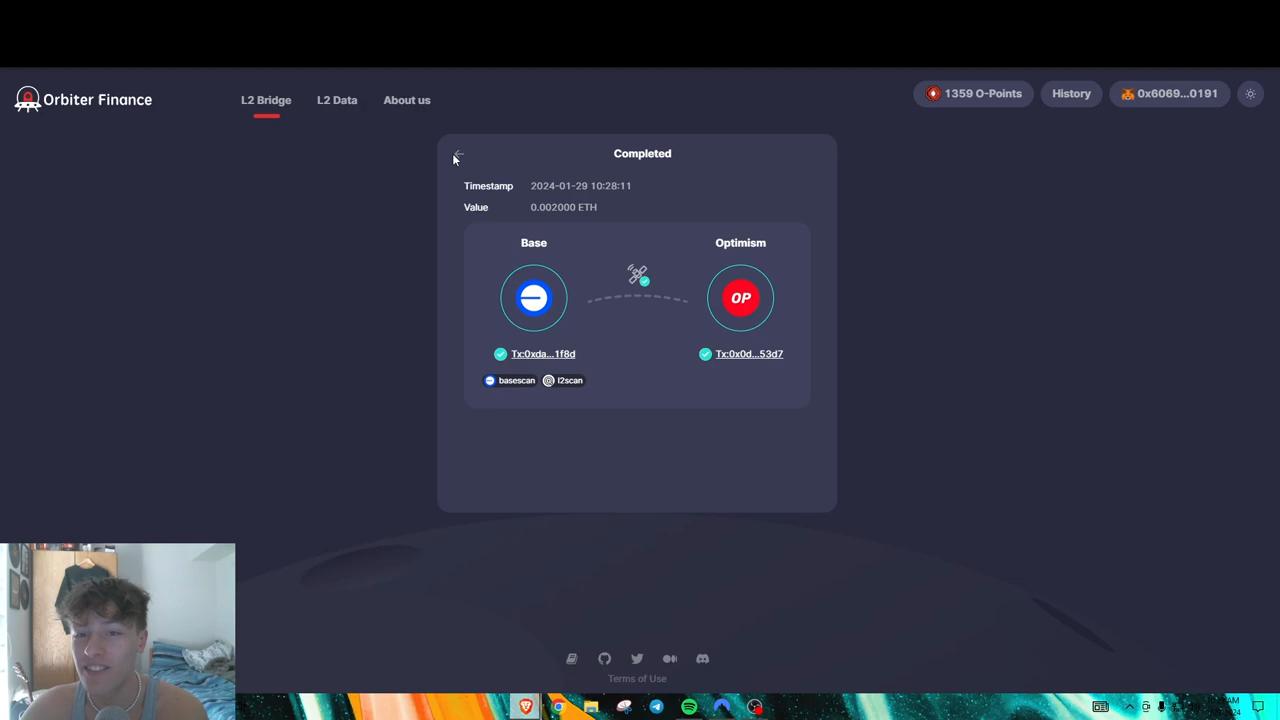 Orbiter Finance
L2 Bridge
L2 Data
About us
1359 O-Points
History
0x6069...0191
Completed
Timestamp 2024-01-29 10:28:11
Value 0.002000 ETH
Base
Optimism
OP
Tx:0xda...1f8d
Tx:0x0d...53d7
basescan
l2scan
Terms of Use